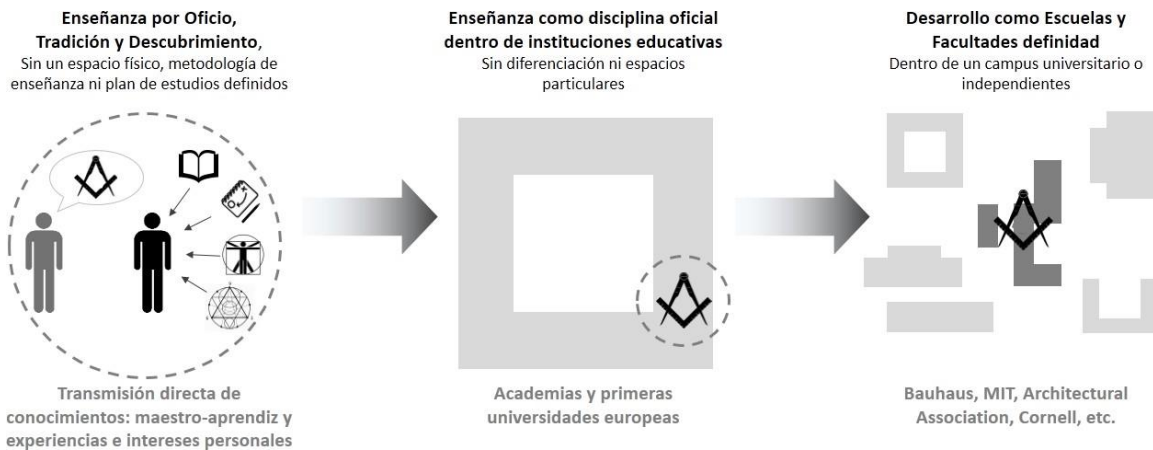 Enseñanza por Oficio,
Tradición y Descubrimiento,
Sin un espacio físico, metodología de
enseñanza ni plan de estudios definidos
Transmisión directa de
conocimientos: maestro-aprendiz y
experiencias e intereses personales
Enseñanza como disciplina oficial
dentro de instituciones educativas
Sin diferenciación ni espacios
particulares
Academias y primeras
universidades europeas
Desarrollo como Escuelas y
Facultades definidad
Dentro de un campus universitario o
independientes
Bauhaus, MIT, Architectural
Association, Cornell, etc.